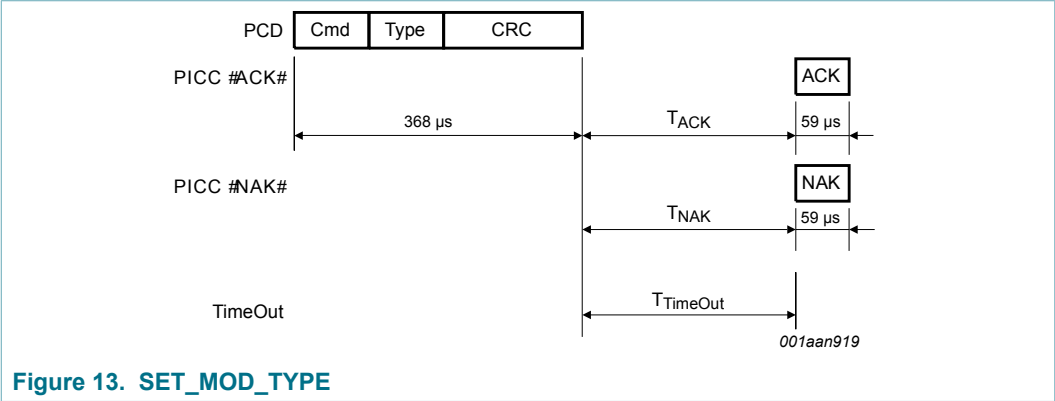 PCD Cmd Type CRC
PICC #ACK# ACK
368 µs TACK 59 µs
PICC #NAK# NAK
TNAK 59 µs
TimeOut TTimeOut
001aan919
Figure 13. SET_MOD_TYPE